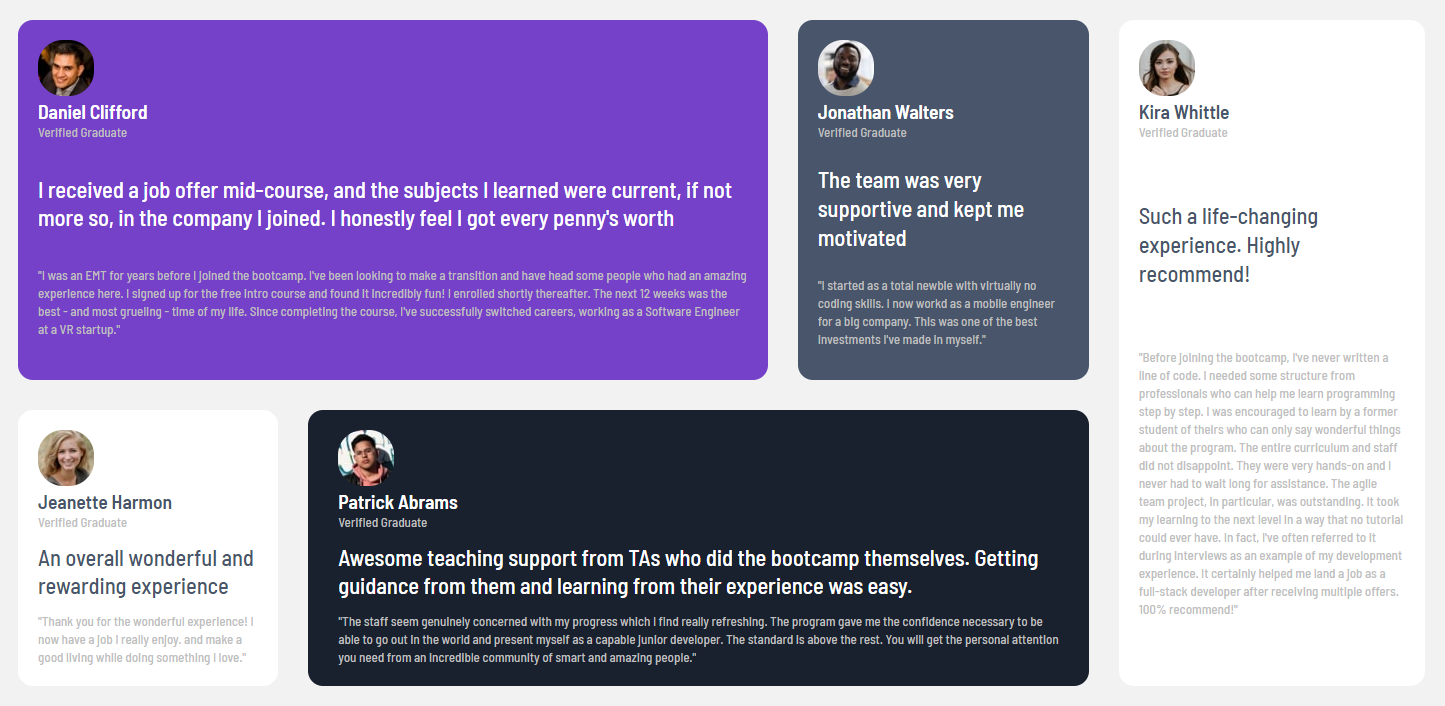 Daniel Clifford
Verified Graduate
I received a job offer mid-course, and the subjects I learned were current, if not
more so, in the company I joined. I honestly feel I got every penny's worth
"I was an EMT for years before I joined the bootcamp. I've been looking to make a transition and have head some people who had an amazing
experience here. I signed up for the free intro course and found it incredibly fun! I enrolled shortly thereafter. The next 12 weeks was the
best - and most grueling - time of my life. Since completing the course, I've successfully switched careers, working as a Software Engineer
at a VR startup."
Jonathan Walters
Verified Graduate
The team was very
supportive and kept me
motivated
"I started as a total newbie with virtually no
coding skills. I now workd as a mobile engineer
for a big company. This was one of the best
investments I've made in myself."
Kira Whittle
Verified Graduate
Such a life-changing
experience. Highly
recommend!
"Before joining the bootcamp, I've never written a
line of code. I needed some structure from
professionals who can help me learn programming
step by step. I was encouraged to learn by a former
student of theirs who can only say wonderful things
about the program. The entire curriculum and staff
did not disappoint. They were very hands-on and I
never had to wait long for assistance. The agile
team project, in particular, was outstanding. It took
my learning to the next level in a way that no tutorial
could ever have. In fact, I've often referred to it
during interviews as an example of my development
experience. It certainly helped me land a job as a
full-stack developer after receiving multiple offers.
100% recommend!"
Jeanette Harmon
Verified Graduate
An overall wonderful and
rewarding experience
"Thank you for the wonderful experience! I
now have a job I really enjoy. and make a
good living while doing something I love."
Patrick Abrams
Verified Graduate
Awesome teaching support from TAs who did the bootcamp themselves. Getting
guidance from them and learning from their experience was easy.
"The staff seem genuinely concerned with my progress which I find really refreshing. The program gave me the confidence necessary to be
able to go out in the world and present myself as a capable junior developer. The standard is above the rest. You will get the personal attention
you need from an incredible community of smart and amazing people."